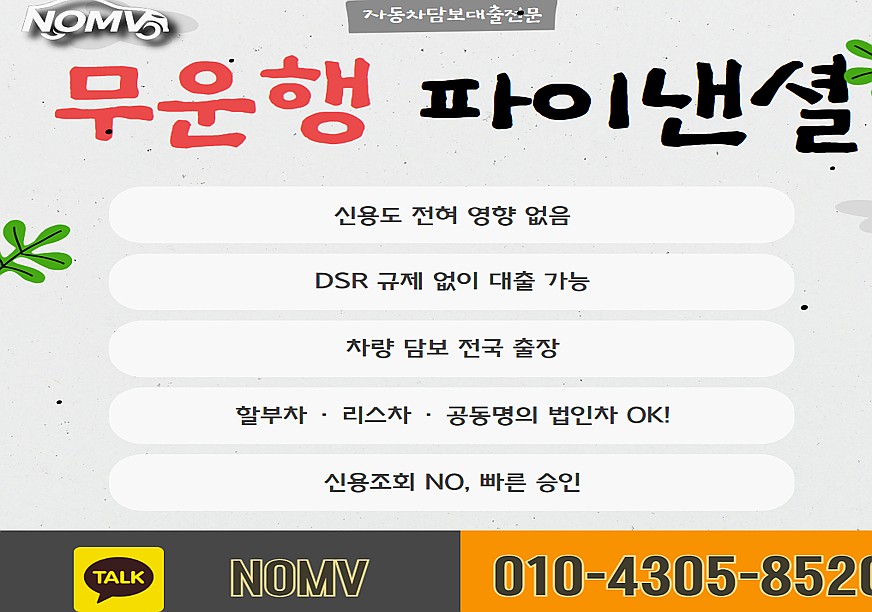 NOMV
자동차담보대출전문
무운행 파이낸셜
신용도 전혀 영향 없음
DSR 규제 없이 대출 가능
차량 담보 전국 출장
할부차 · 리스차 · 공동명의 법인차 OK!
신용조회 NO, 빠른 승인
TALK NOMV 010-4305-8520